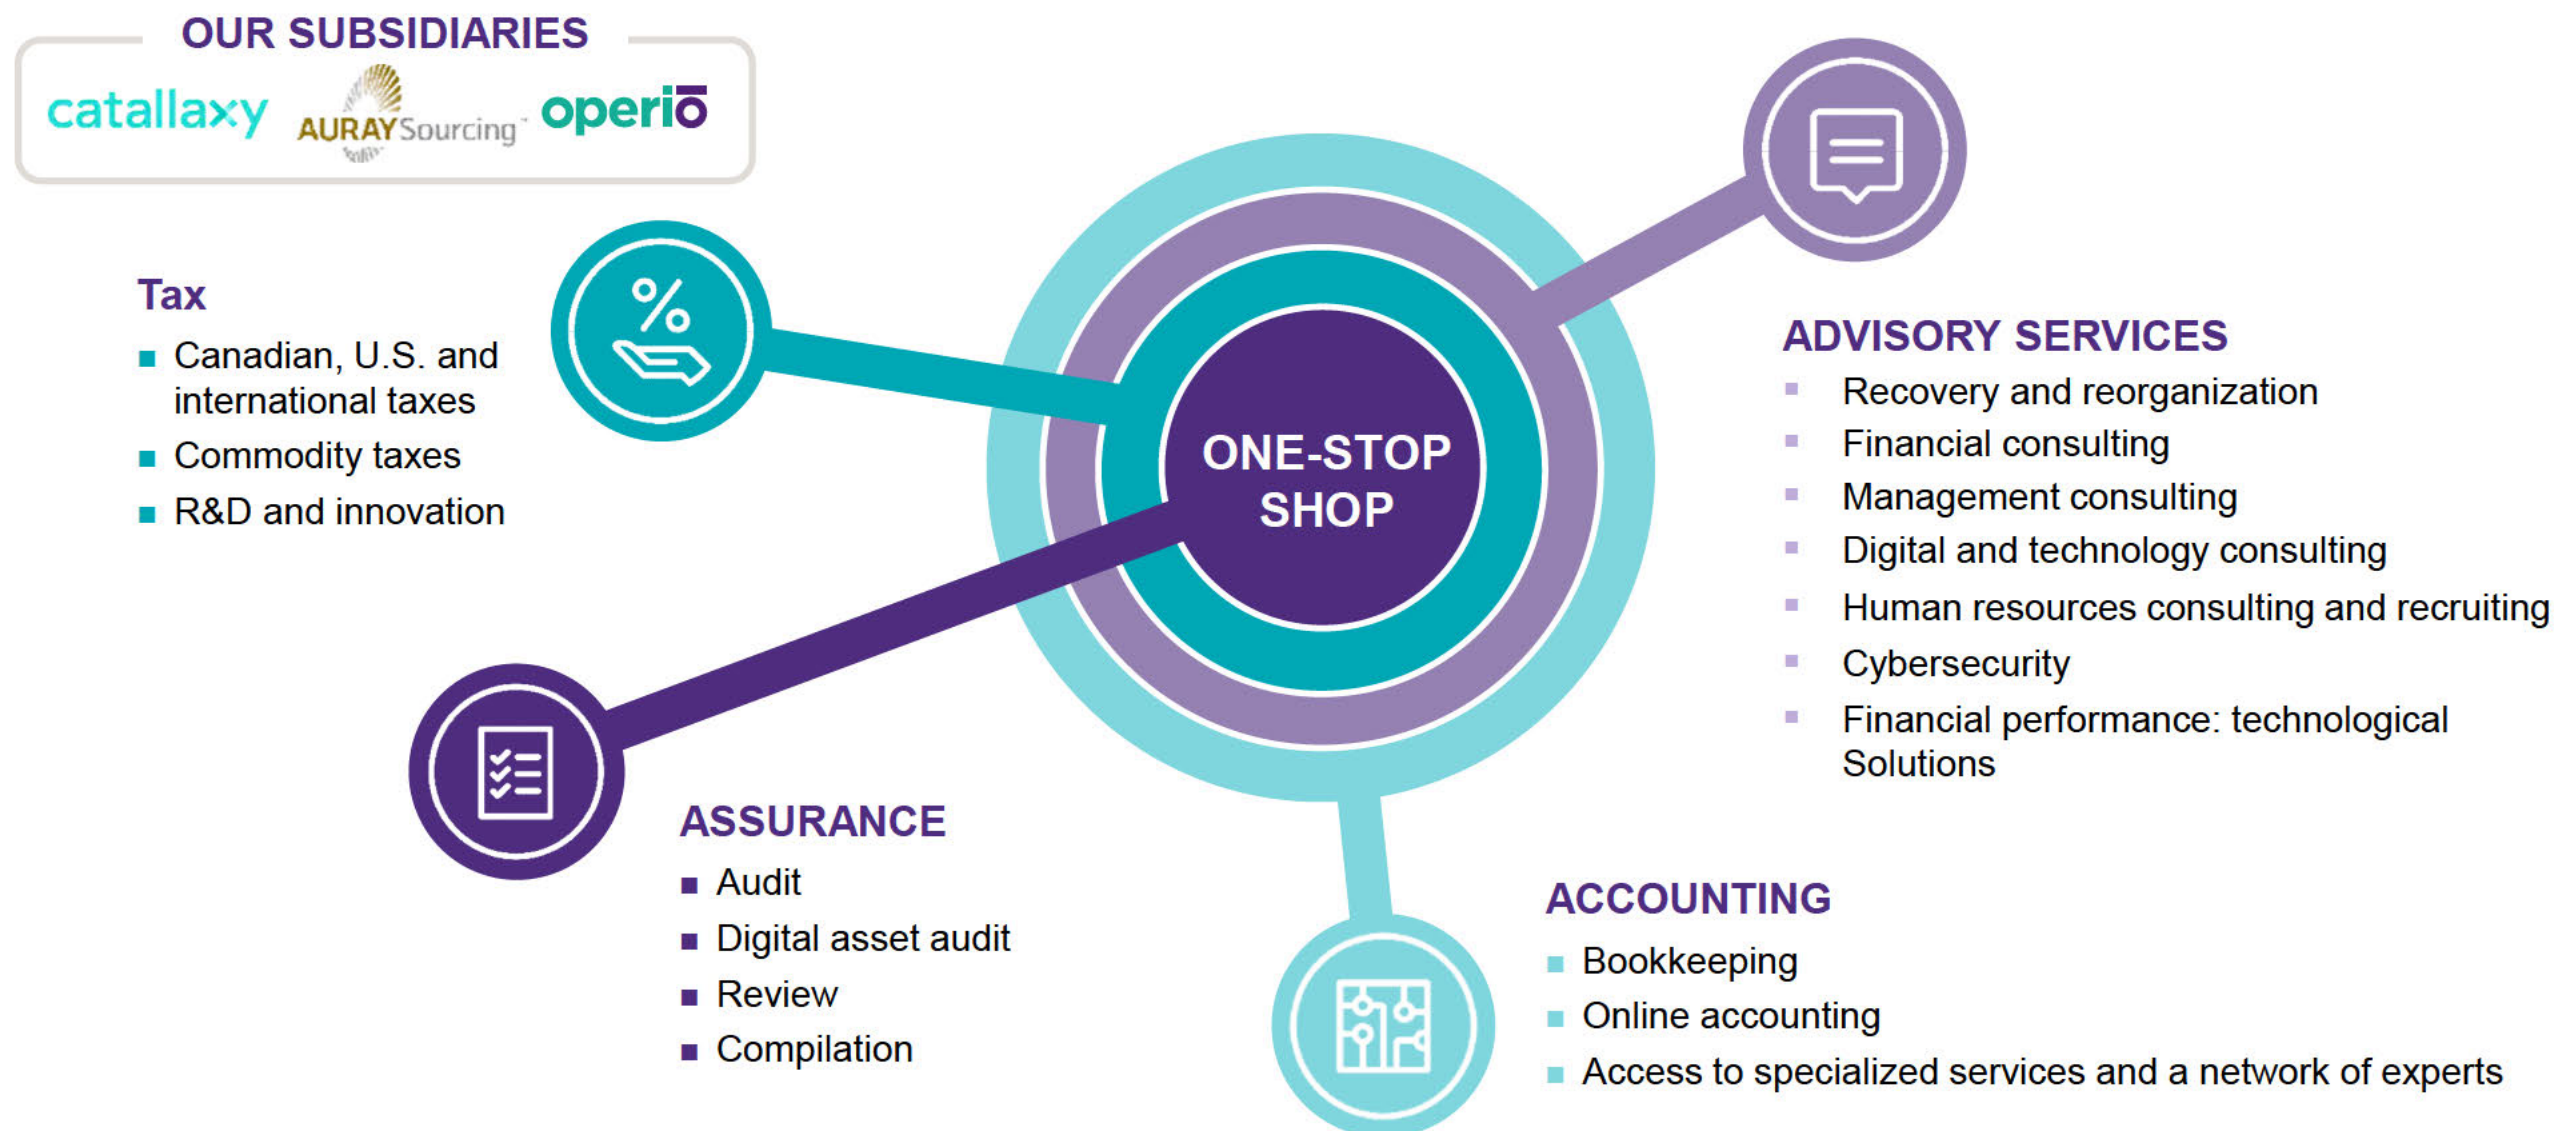 OUR SUBSIDIARIES
catallaxy
AURAY Sourcing™
operio
Tax
Canadian, U.S. and
international taxes
Commodity taxes
R&D and innovation
%
ONE-STOP
SHOP
ADVISORY SERVICES
Recovery and reorganization
Financial consulting
Management consulting
Digital and technology consulting
Human resources consulting and recruiting
Cybersecurity
Financial performance: technological
Solutions
ASSURANCE
Audit
Digital asset audit
Review
Compilation
ACCOUNTING
Bookkeeping
Online accounting
Access to specialized services and a network of experts